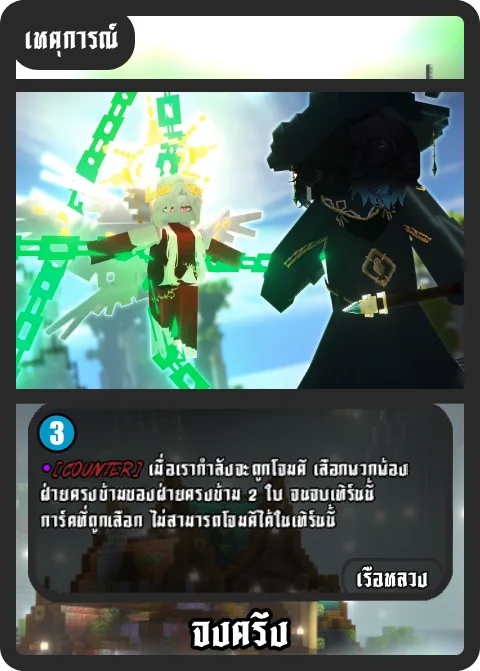 เหตุการณ์
3
•[COUNTER] เมื่อเรากำลังจะถูกโจมตี เลือกพวกพ้อง
ฝ่ายตรงข้ามของฝ่ายตรงข้าม 2 ใบ จนจบเทิร์นนี้
การ์ดที่ถูกเลือก ไม่สามารถโจมตีได้ในเทิร์นนี้
เรือหลวง
จงตรึง